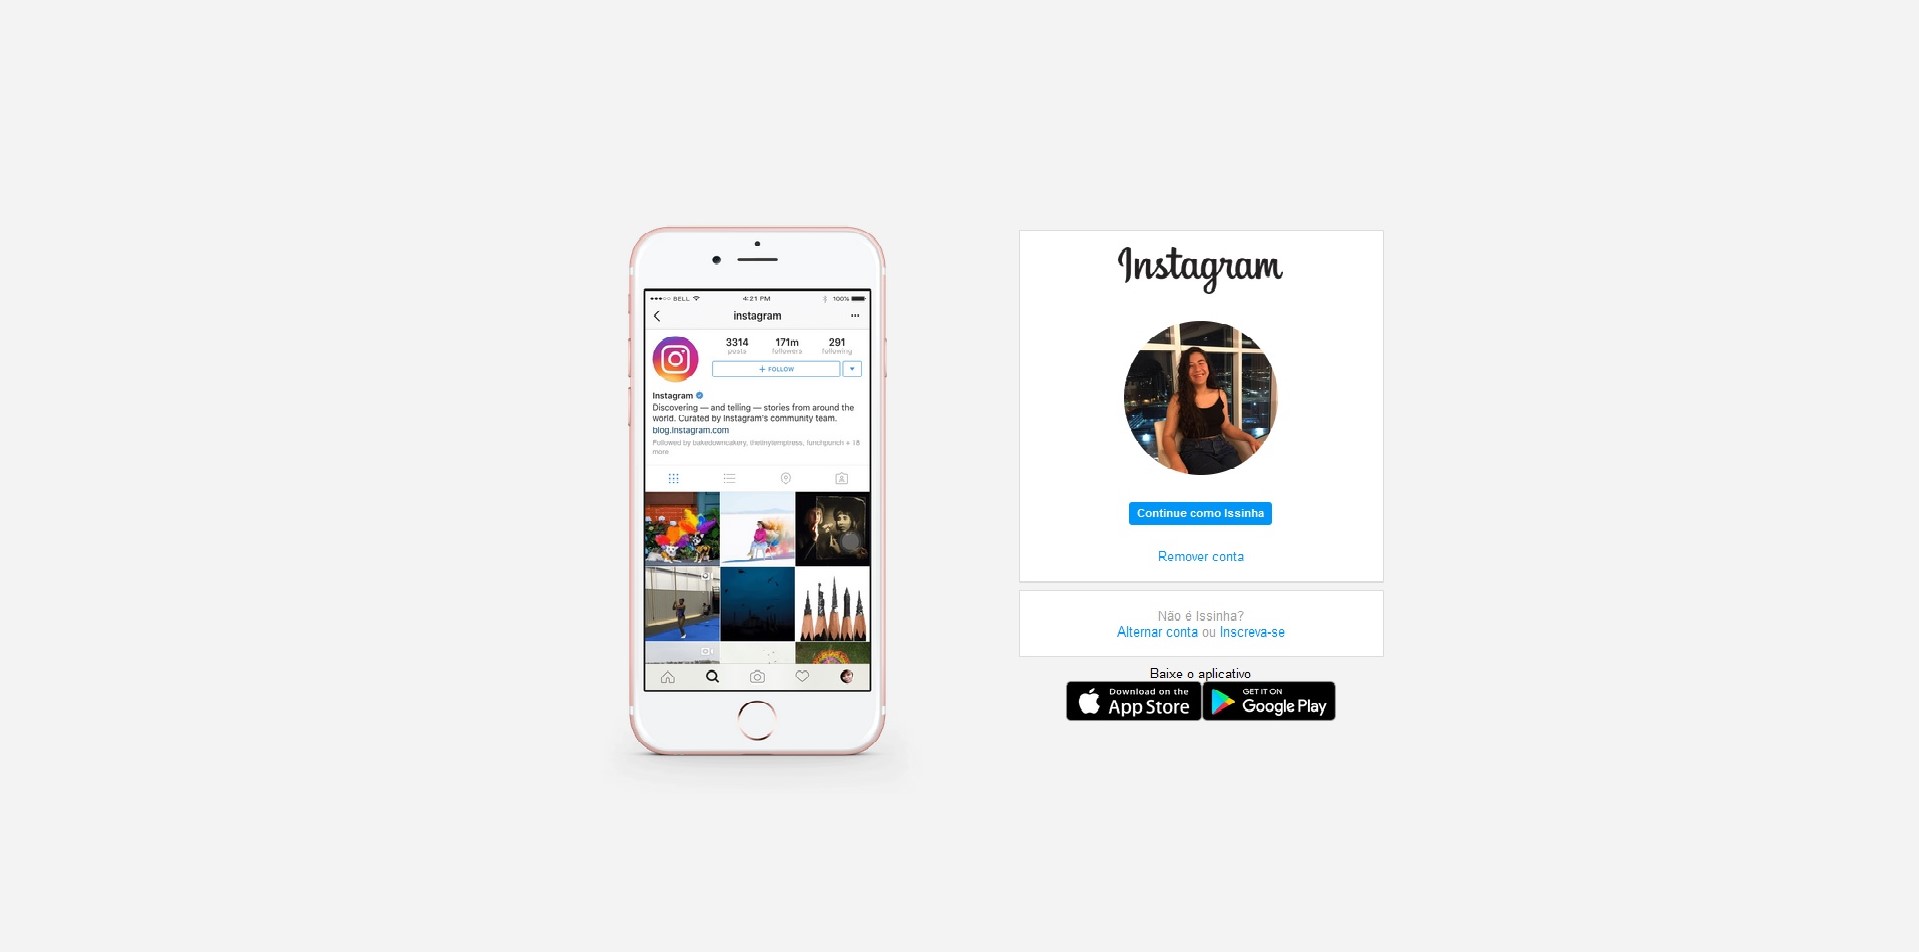 BELL
4:21 PM
100%
instagram
3314
171m
291
posts
followers
following
+ FOLLOW
Instagram
Discovering — and telling — stories from around the
world. Curated by Instagram's community team.
blog.instagram.com
Followed by bakedowncakery, thetinytemptress, lunchpunch + 18
more
Instagram
Continue como Issinha
Remover conta
Não é Issinha?
Alternar conta ou Inscreva-se
Baixe o aplicativo
Download on the
App Store
GET IT ON
Google Play